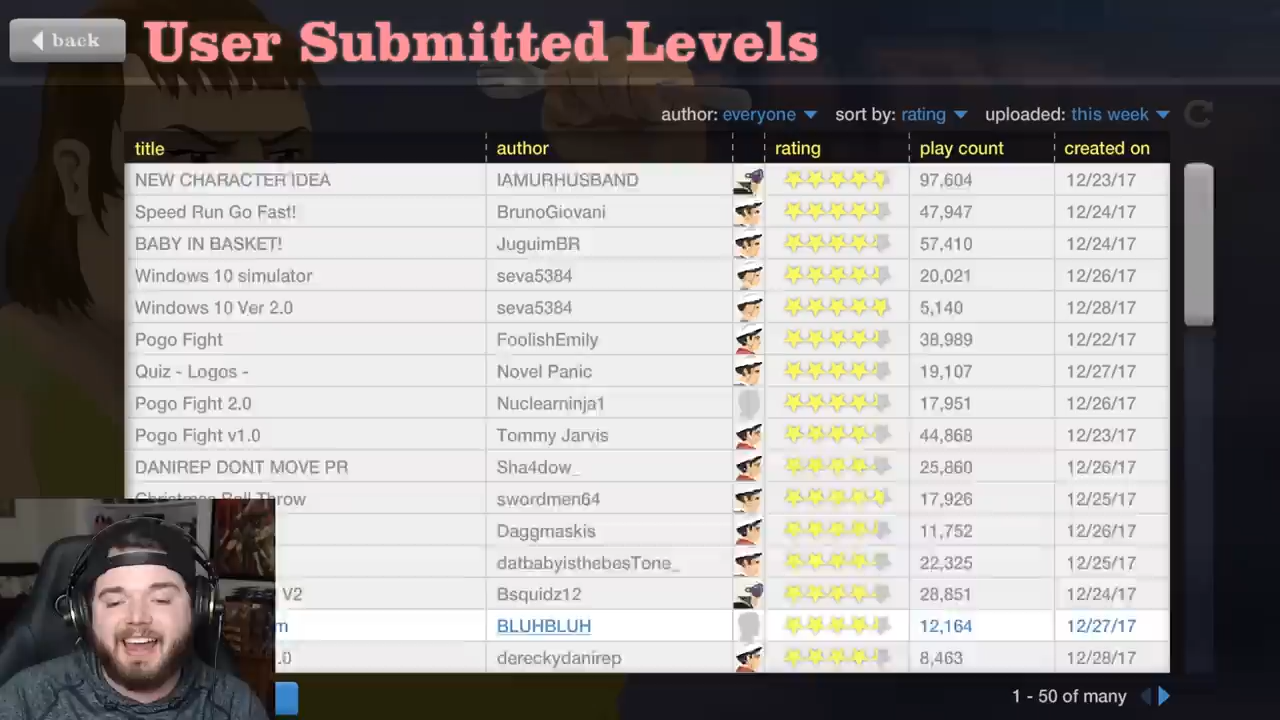 back
User Submitted Levels
author: everyone sort by: rating uploaded: this week
title author rating play count created on
NEW CHARACTER IDEA IAMURHUSBAND 97,604 12/23/17
Speed Run Go Fast! BrunoGiovani 47,947 12/24/17
BABY IN BASKET! JuguimBR 57,410 12/24/17
Windows 10 simulator seva5384 20,021 12/26/17
Windows 10 Ver 2.0 seva5384 5,140 12/28/17
Pogo Fight FoolishEmily 38,989 12/22/17
Quiz - Logos - Novel Panic 19,107 12/27/17
Pogo Fight 2.0 Nuclearninja1 17,951 12/26/17
Pogo Fight v1.0 Tommy Jarvis 44,868 12/23/17
DANIREP DONT MOVE PR Sha4dow_ 25,860 12/26/17
Christmas Ball Throw swordmen64 17,926 12/25/17
Daggmaskis 11,752 12/26/17
datbabyisthebesTone_ 22,325 12/25/17
V2 Bsquidz12 28,851 12/24/17
m BLUHBLUH 12,164 12/27/17
.0 dereckydanirep 8,463 12/28/17
1 - 50 of many